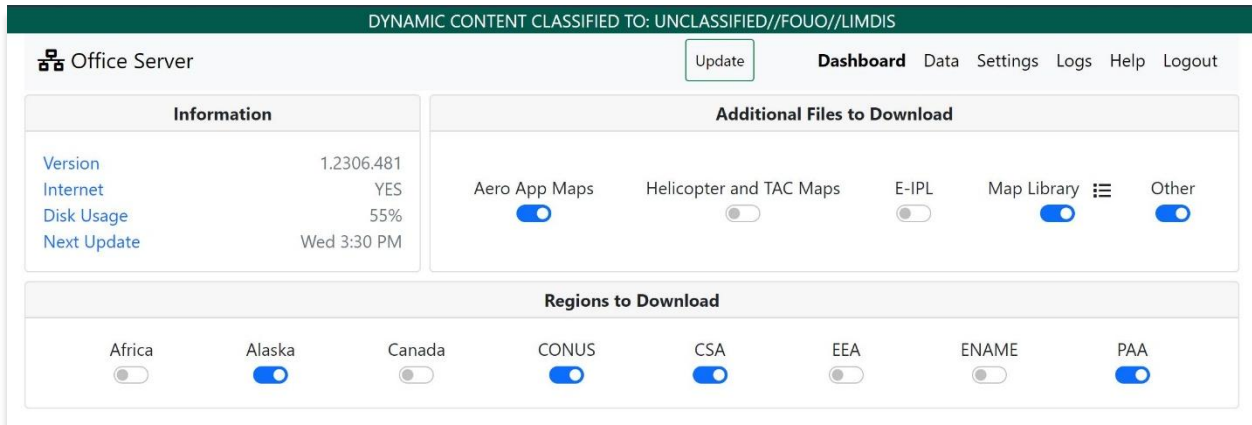 DYNAMIC CONTENT CLASSIFIED TO: UNCLASSIFIED//FOUO//LIMDIS
Office Server Update Dashboard Data Settings Logs Help Logout
Information
Version 1.2306.481
Internet YES
Disk Usage 55%
Next Update Wed 3:30 PM
Additional Files to Download
Aero App Maps Helicopter and TAC Maps E-IPL Map Library Other
Regions to Download
Africa Alaska Canada CONUS CSA EEA ENAME PAA